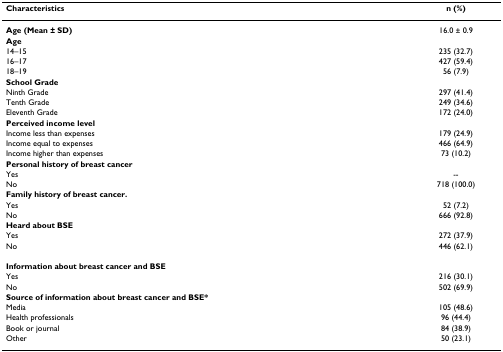 Characteristics n (%)
Age (Mean ± SD) 16.0 ± 0.9
Age
14–15 235 (32.7)
16–17 427 (59.4)
18–19 56 (7.9)
School Grade
Ninth Grade 297 (41.4)
Tenth Grade 249 (34.6)
Eleventh Grade 172 (24.0)
Perceived income level
Income less than expenses 179 (24.9)
Income equal to expenses 466 (64.9)
Income higher than expenses 73 (10.2)
Personal history of breast cancer
Yes --
No 718 (100.0)
Family history of breast cancer.
Yes 52 (7.2)
No 666 (92.8)
Heard about BSE
Yes 272 (37.9)
No 446 (62.1)
Information about breast cancer and BSE
Yes 216 (30.1)
No 502 (69.9)
Source of information about breast cancer and BSE*
Media 105 (48.6)
Health professionals 96 (44.4)
Book or journal 84 (38.9)
Other 50 (23.1)